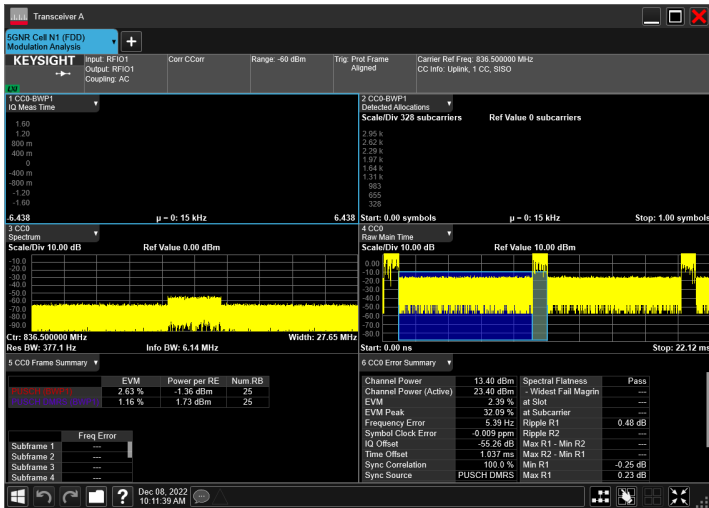 Transceiver A
5GNR Cell N1 (FDD)
Modulation Analysis
KEYSIGHT
Input: RFIO1
Output: RFIO1
Coupling: AC
Corr CCorr
Range: -60 dBm
Trig: Prot Frame
Aligned
Carrier Ref Freq: 836.500000 MHz
CC Info: Uplink, 1 CC, SISO
LXI
1 CC0-BWP1
IQ Meas Time
1.60
1.20
800 m
400 m
0
-400 m
-800 m
-1.20
-1.60
-6.438
μ = 0: 15 kHz
6.438
2 CC0-BWP1
Detected Allocations
Scale/Div 328 subcarriers
Ref Value 0 subcarriers
2.95 k
2.62 k
2.29 k
1.97 k
1.64 k
1.31 k
983
655
328
Start: 0.00 symbols
μ = 0: 15 kHz
Stop: 1.00 symbols
3 CC0
Spectrum
Scale/Div 10.00 dB
Ref Value 0.00 dBm
-10.0
-20.0
-30.0
-40.0
-50.0
-60.0
-70.0
-80.0
-90.0
Ctr: 836.500000 MHz
Width: 27.65 MHz
Res BW: 377.1 Hz
Info BW: 6.14 MHz
4 CC0
Raw Main Time
Scale/Div 10.00 dB
Ref Value 10.00 dBm
0.00
-10.0
-20.0
-30.0
-40.0
-50.0
-60.0
-70.0
-80.0
Start: 0.00 ns
Stop: 22.12 ms
5 CC0 Frame Summary
EVM Power per RE Num.RB
2.63 % -1.36 dBm 25
1.16 % 1.73 dBm 25
Freq Error
Subframe 1 ---
Subframe 2 ---
Subframe 3 ---
Subframe 4 ---
6 CC0 Error Summary
Channel Power 13.40 dBm
Channel Power (Active) 23.40 dBm
EVM 2.39 %
EVM Peak 32.09 %
Frequency Error 5.39 Hz
Symbol Clock Error -0.009 ppm
IQ Offset -55.26 dB
Time Offset 1.037 ms
Sync Correlation 100.0 %
Sync Source PUSCH DMRS
Spectral Flatness Pass
- Widest Fail Magrin ---
at Slot ---
at Subcarrier ---
Ripple R1 0.48 dB
Ripple R2 ---
Max R1 - Min R2 ---
Max R2 - Min R1 ---
Min R1 -0.25 dB
Max R1 0.23 dB
Dec 08, 2022
10:11:39 AM